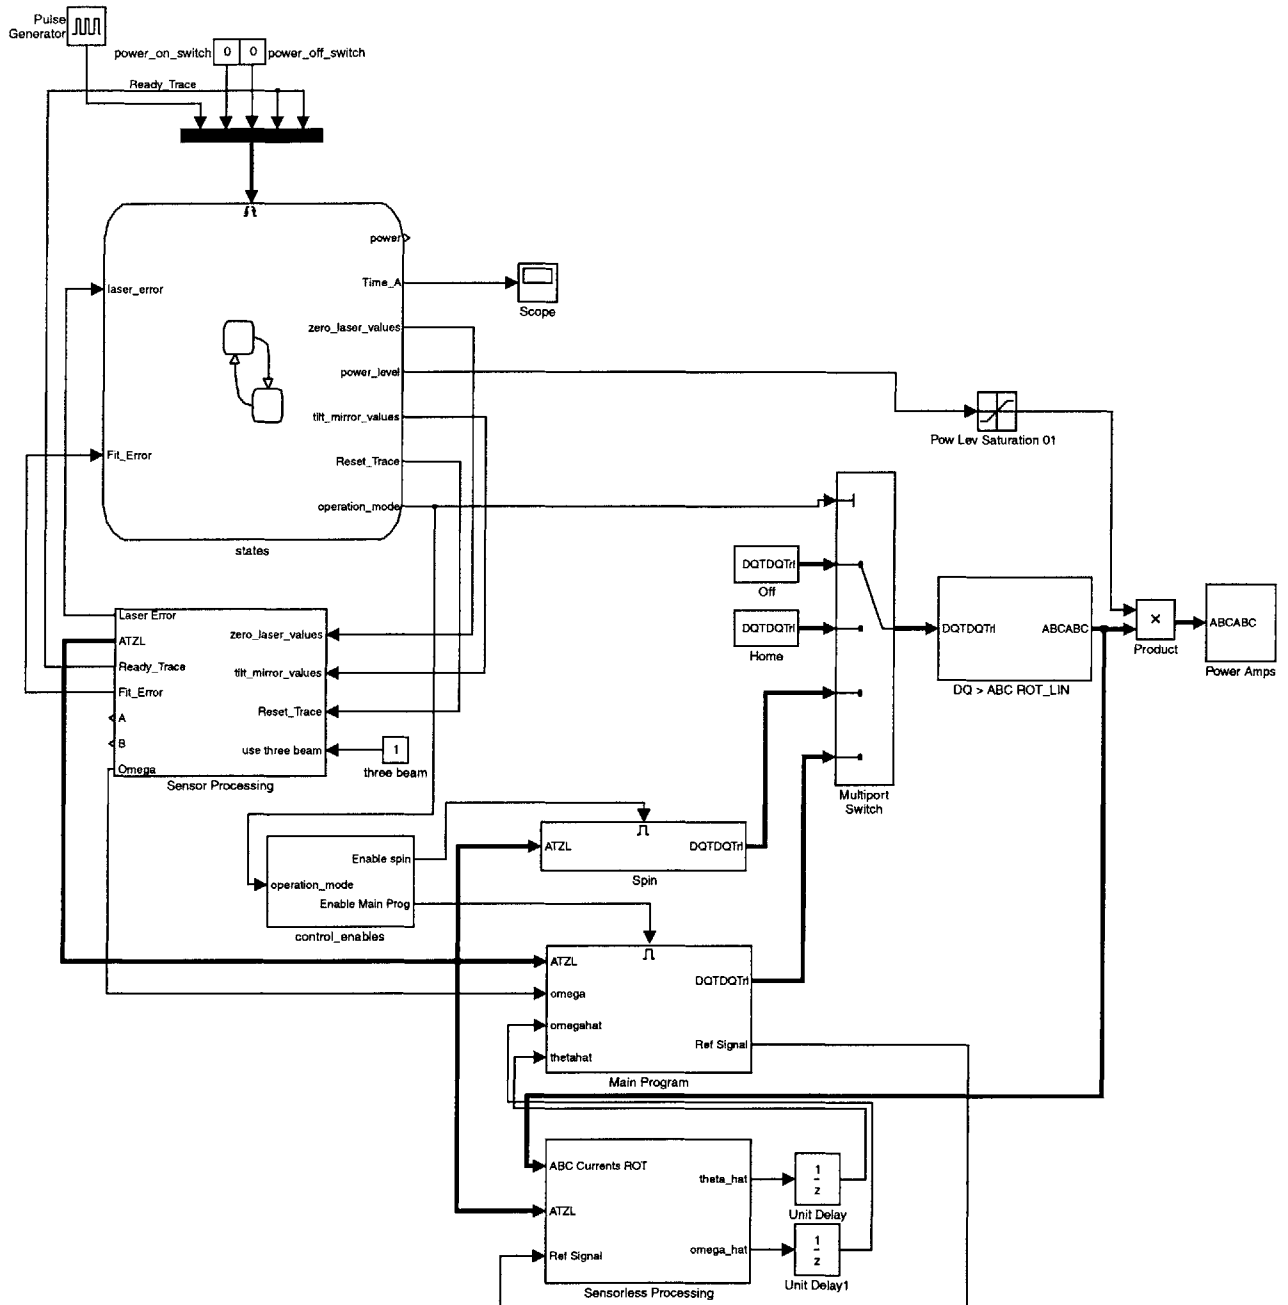 Pulse
Generator
power_on_switch 0 0 power_off_switch
Ready_Trace
power
Time_A
laser_error
Scope
zero_laser_values
power_level
tilt_mirror_values
Pow Lev Saturation 01
Fit_Error
Reset_Trace
operation_mode
states
DQTDQTrl
Off
DQTDQTrl
Home
DQTDQTrl ABCABC
DQ > ABC ROT_LIN
×
Product
ABCABC
Power Amps
Laser Error
ATZL
Ready_Trace
Fit_Error
A
B
Omega
zero_laser_values
tilt_mirror_values
Reset_Trace
use three beam
1
three beam
Sensor Processing
Multiport
Switch
ATZL DQTDQTrl
Spin
Enable spin
operation_mode
Enable Main Prog
control_enables
ATZL
omega
omegahat
thetahat
DQTDQTrl
Ref Signal
Main Program
ABC Currents ROT
ATZL
Ref Signal
theta_hat
omega_hat
Sensorless Processing
1
z
Unit Delay
1
z
Unit Delay1